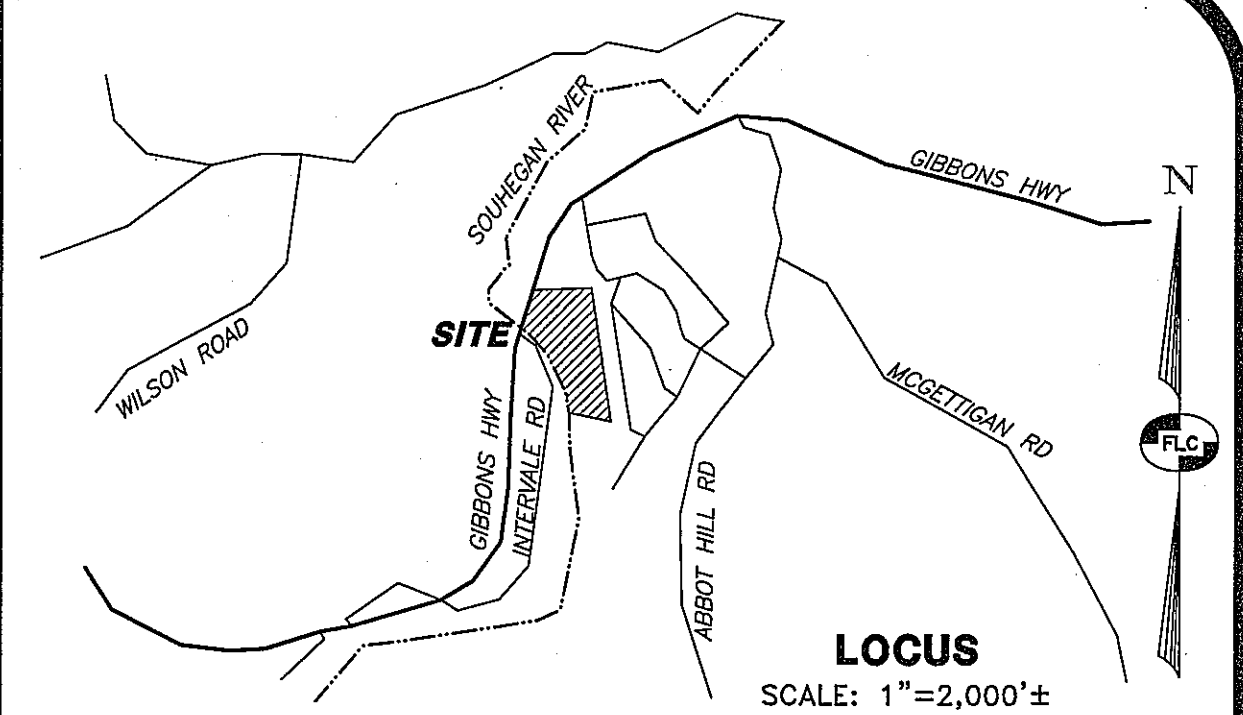 SOUHEGAN RIVER
GIBBONS HWY
N
SITE
WILSON ROAD
MCGETTIGAN RD
FLC
GIBBONS HWY
INTERVALE RD
ABBOT HILL RD
LOCUS
SCALE: 1"=2,000'±